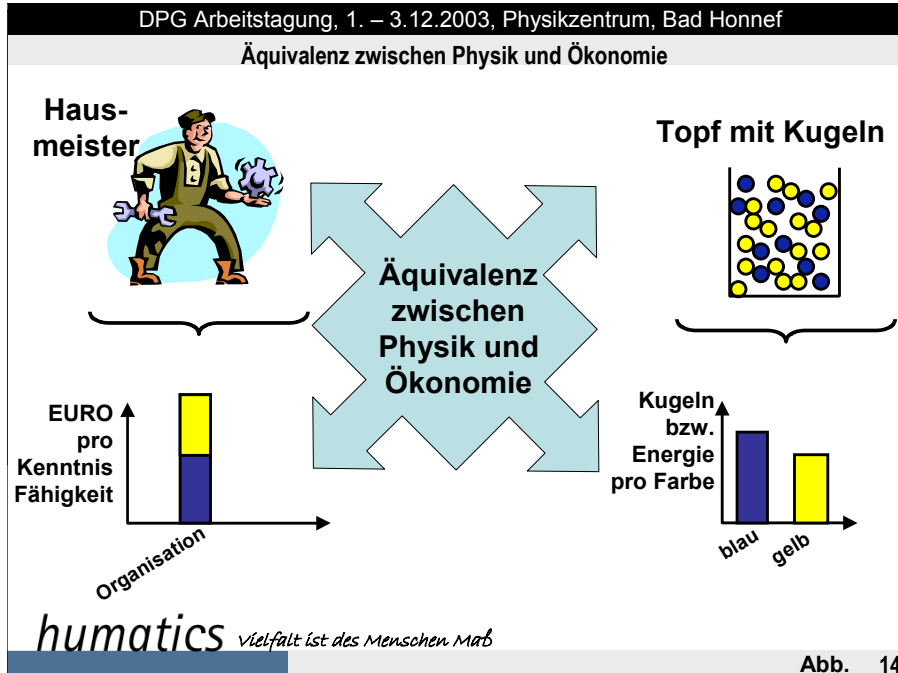 DPG Arbeitstagung, 1. – 3.12.2003, Physikzentrum, Bad Honnef
Äquivalenz zwischen Physik und Ökonomie
Haus-
meister
Topf mit Kugeln
Äquivalenz
zwischen
Physik und
Ökonomie
EURO
pro
Kenntnis
Fähigkeit
Organisation
Kugeln
bzw.
Energie
pro Farbe
blau
gelb
humatics Vielfalt ist des Menschen Maß
Abb. 14